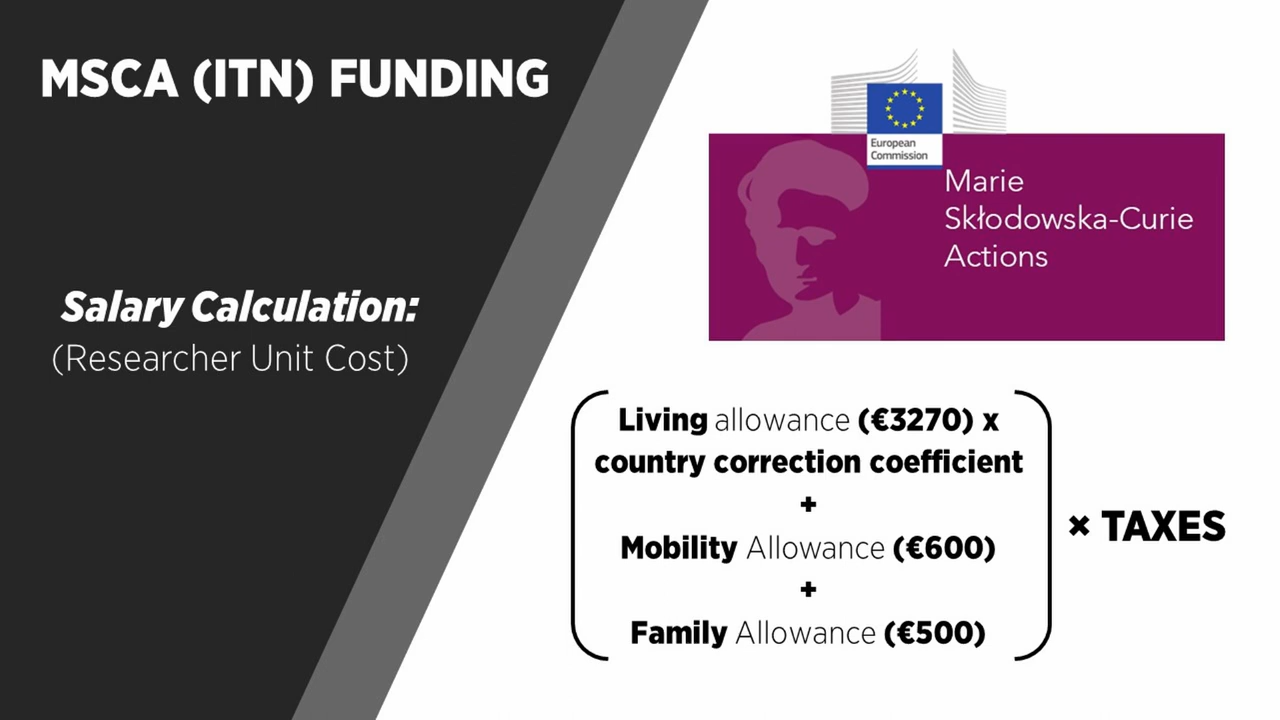 MSCA (ITN) FUNDING
European
Commission
Marie
Skłodowska-Curie
Actions
Salary Calculation:
(Researcher Unit Cost)
Living allowance (€3270) x
country correction coefficient
+
Mobility Allowance (€600)
+
Family Allowance (€500)
× TAXES